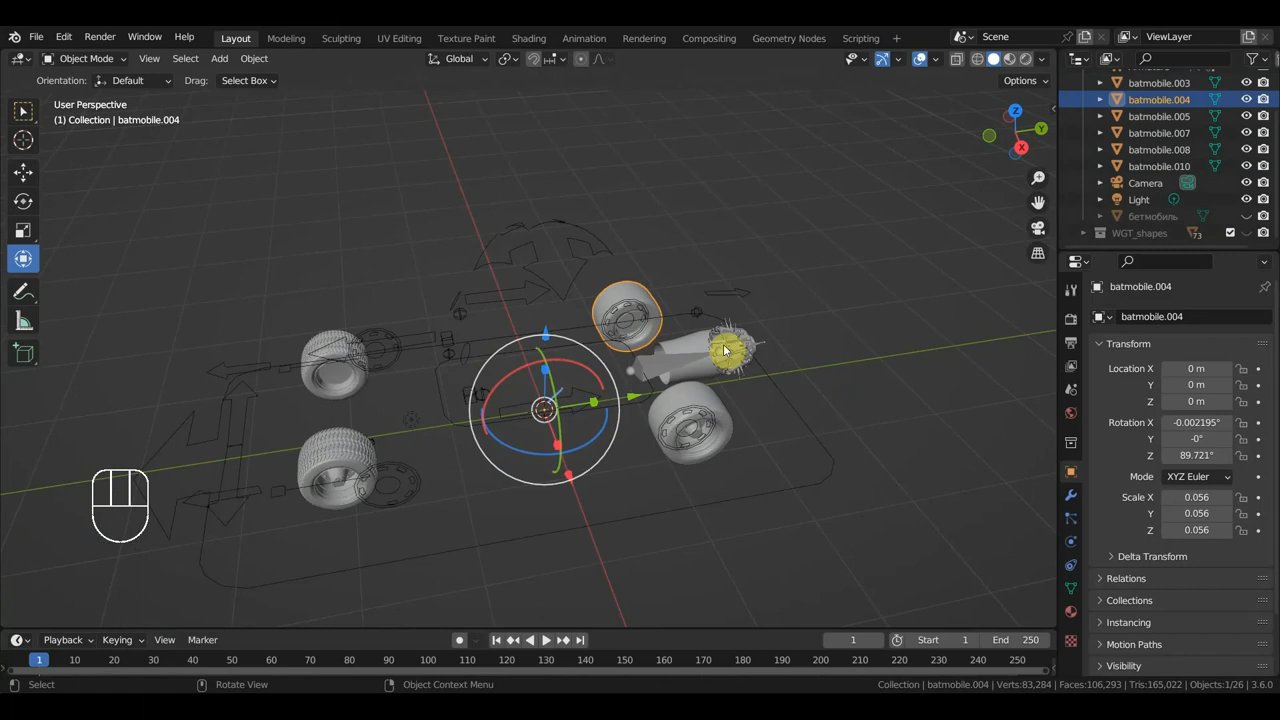 File Edit Render Window Help Layout Modeling Sculpting UV Editing Texture Paint Shading Animation Rendering Compositing Geometry Nodes Scripting + Scene ViewLayer
Object Mode View Select Add Object Global
Orientation: Default Drag: Select Box Options
User Perspective
(1) Collection | batmobile.004
Z
Y
X
batmobile.003
batmobile.004
batmobile.005
batmobile.007
batmobile.008
batmobile.010
Camera
Light
бетмобиль
WGT_shapes 73
batmobile.004
batmobile.004
Transform
Location X 0 m
Y 0 m
Z 0 m
Rotation X -0.002195°
Y -0°
Z 89.721°
Mode XYZ Euler
Scale X 0.056
Y 0.056
Z 0.056
Delta Transform
Relations
Collections
Instancing
Motion Paths
Visibility
Playback Keying View Marker 1 Start 1 End 250
1 10 20 30 40 50 60 70 80 90 100 110 120 130 140 150 160 170 180 190 200 210 220 230 240 250
Select Rotate View Object Context Menu Collection | batmobile.004 | Verts:83,284 | Faces:106,293 | Tris:165,022 | Objects:1/26 | 3.6.0